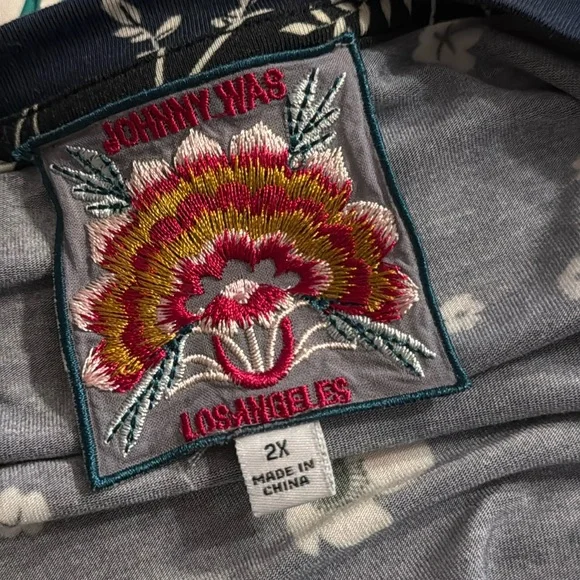 JOHNNY WAS
LOS ANGELES
2X
MADE IN
CHINA